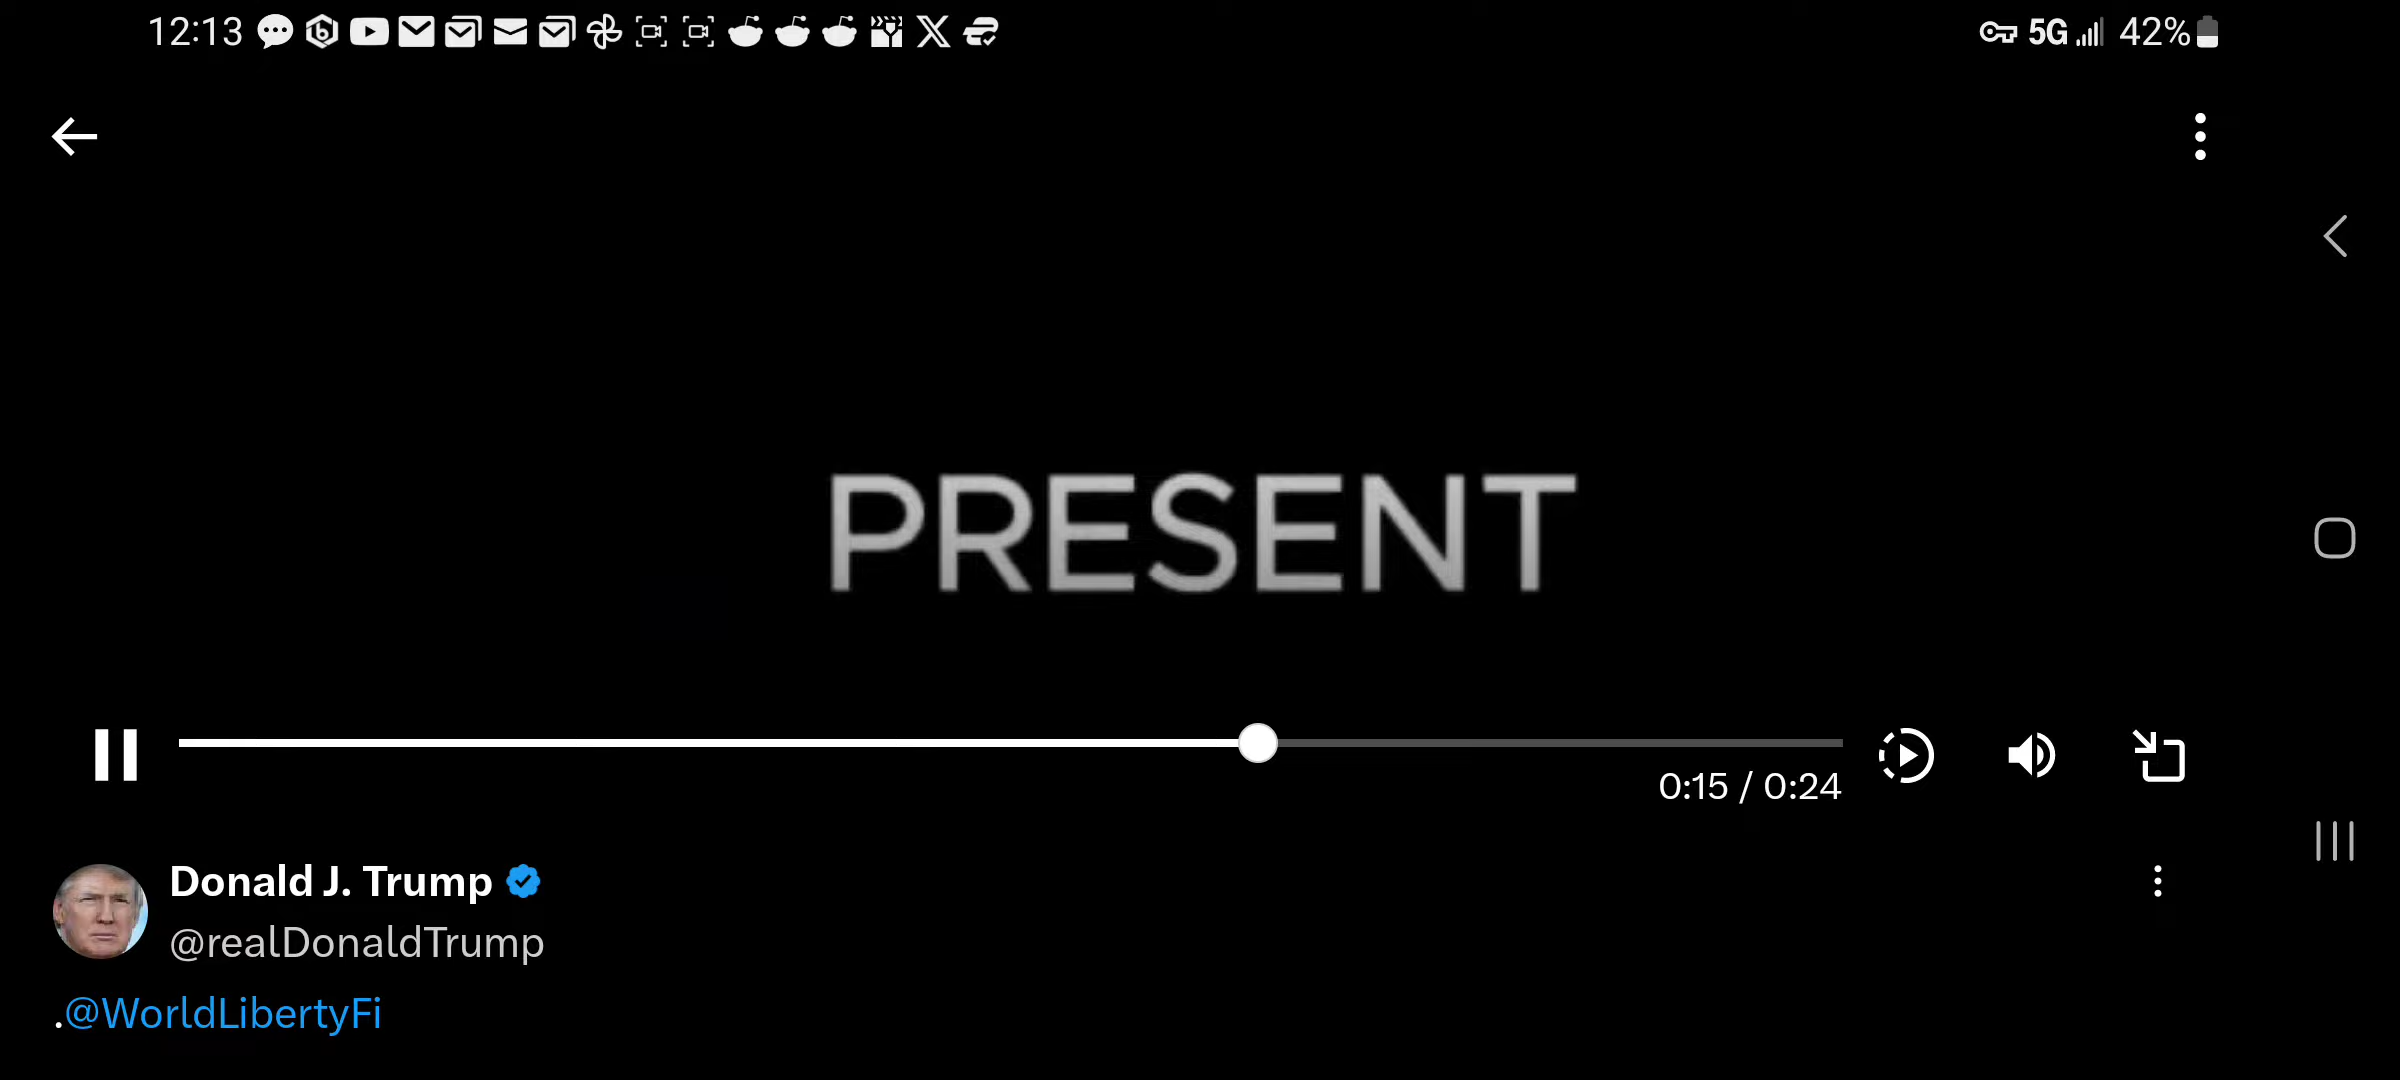 12:13
5G 42%
PRESENT
0:15 / 0:24
Donald J. Trump
@realDonaldTrump
.@WorldLibertyFi